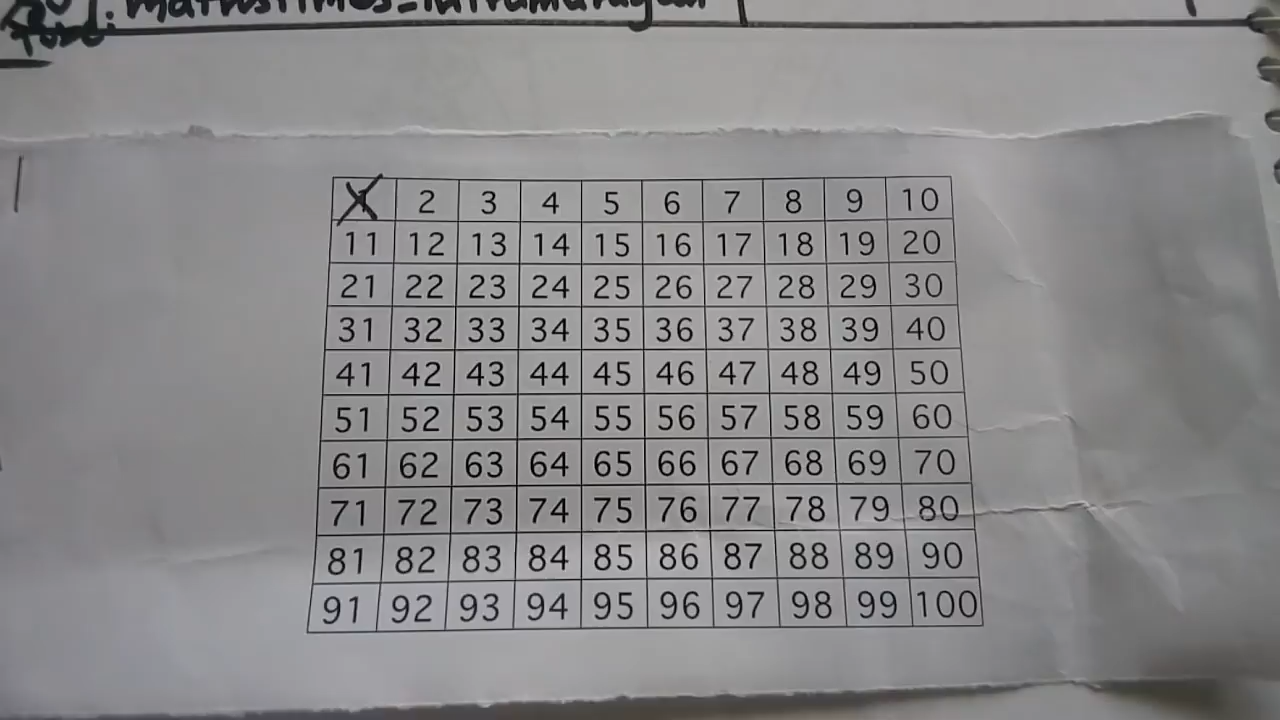 2 3 4 5 6 7 8 9 10
11 12 13 14 15 16 17 18 19 20
21 22 23 24 25 26 27 28 29 30
31 32 33 34 35 36 37 38 39 40
41 42 43 44 45 46 47 48 49 50
51 52 53 54 55 56 57 58 59 60
61 62 63 64 65 66 67 68 69 70
71 72 73 74 75 76 77 78 79 80
81 82 83 84 85 86 87 88 89 90
91 92 93 94 95 96 97 98 99 100